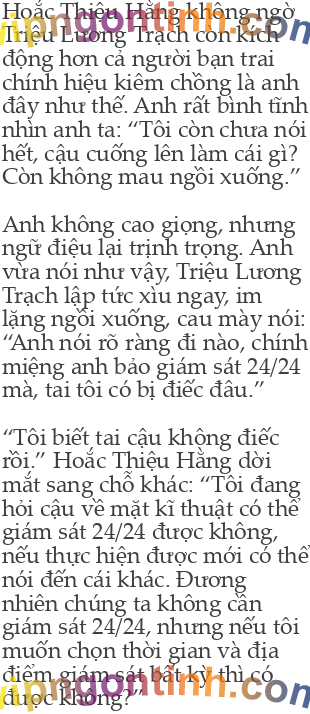 Hoắc Thiệu Hằng không ngờ
Triệu Lương Trạch còn kích
động hơn cả người bạn trai
chính hiệu kiêm chồng là anh
đây như thế. Anh rất bình tĩnh
nhìn anh ta: “Tôi còn chưa nói
hết, cậu cuống lên làm cái gì?
Còn không mau ngồi xuống.”
Anh không cao giọng, nhưng
ngữ điệu lại trịnh trọng. Anh
vừa nói như vậy, Triệu Lương
Trạch lập tức xìu ngay, im
lặng ngồi xuống, cau mày nói:
“Anh nói rõ ràng đi nào, chính
miệng anh bảo giám sát 24/24
mà, tai tôi có bị điếc đâu.”
“Tôi biết tai cậu không điếc
rồi.” Hoắc Thiệu Hằng dời
mắt sang chỗ khác: “Tôi đang
hỏi cậu về mặt kĩ thuật có thể
giám sát 24/24 được không,
nếu thực hiện được mới có thể
nói đến cái khác. Đương
nhiên chúng ta không cần
giám sát 24/24, nhưng nếu tôi
muốn chọn thời gian và địa
điểm giám sát bất kỳ thì có
được không?”